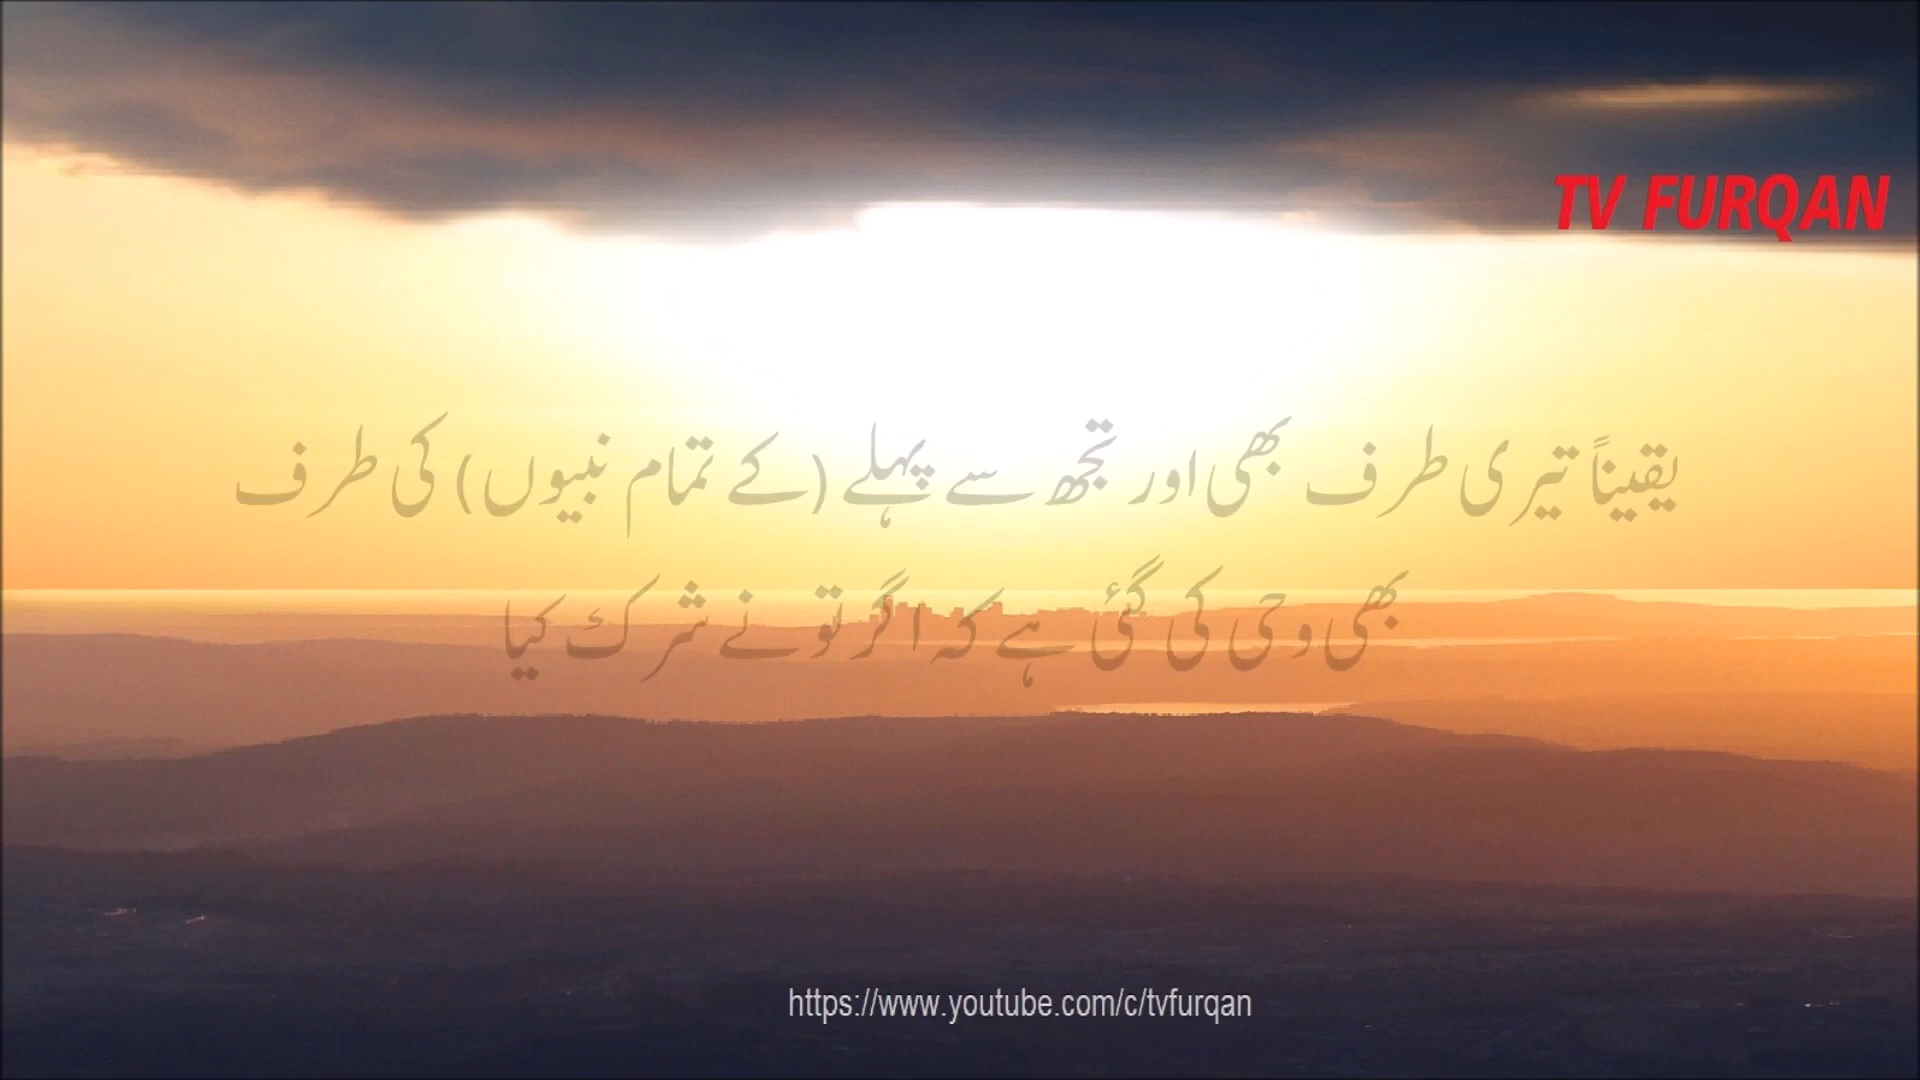 TV FURQAN
یقیناً تیری طرف بھی اور تجھ سے پہلے (کے تمام نبیوں) کی طرف
بھی وحی کی گئی ہے کہ اگر تو نے شرک کیا
https://www.youtube.com/c/tvfurqan